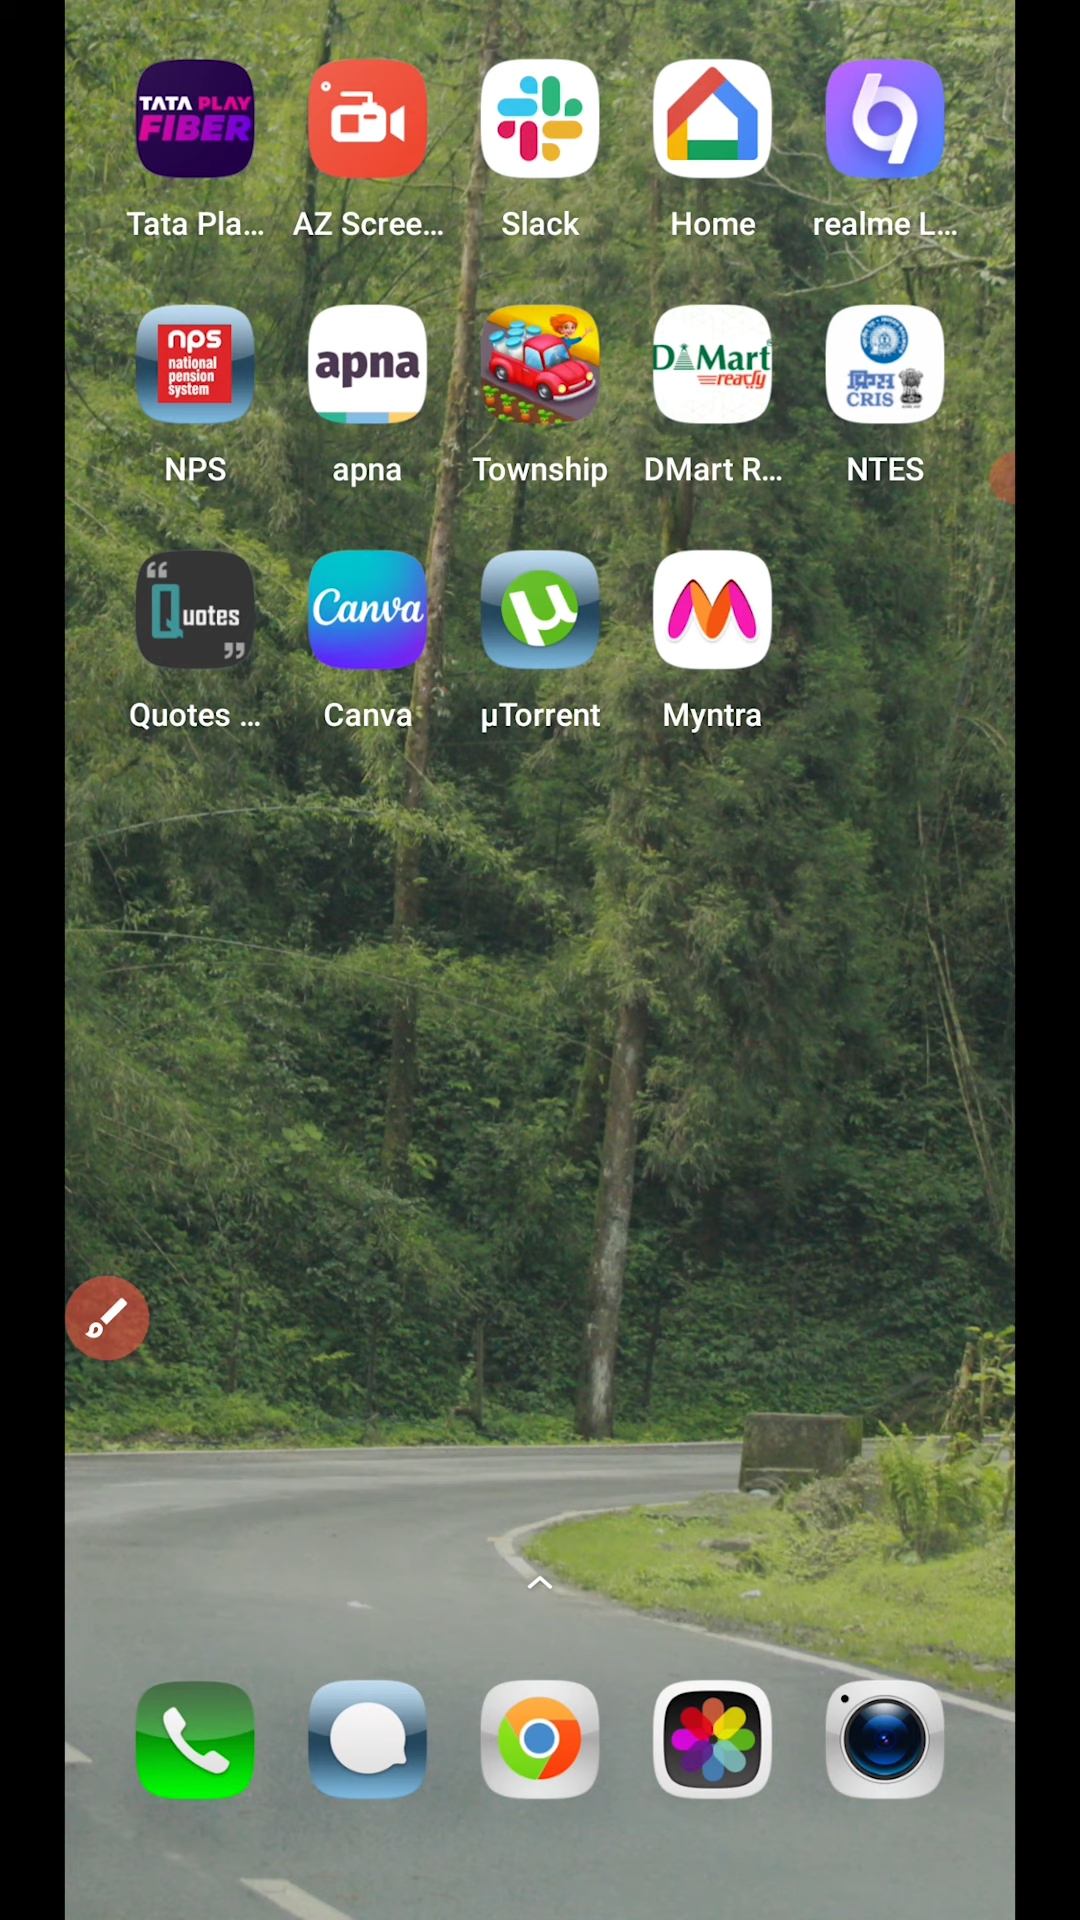 TATA PLAY
FIBER
Tata Pla...
AZ Scree...
Slack
Home
realme L...
nps
national
pension
system
NPS
apna
apna
Township
DMart
ready
DMart R...
क्रिस
CRIS
NTES
“
Quotes
”
Quotes ...
Canva
Canva
µ
µTorrent
Myntra